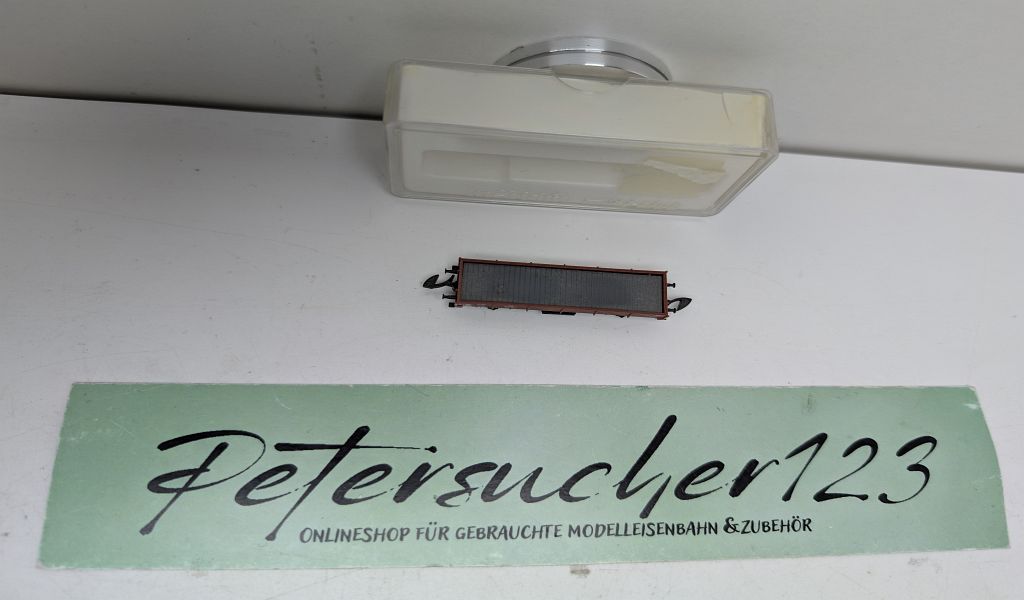 Petersucher123
ONLINESHOP FÜR GEBRAUCHTE MODELLEISENBAHN & ZUBEHÖR